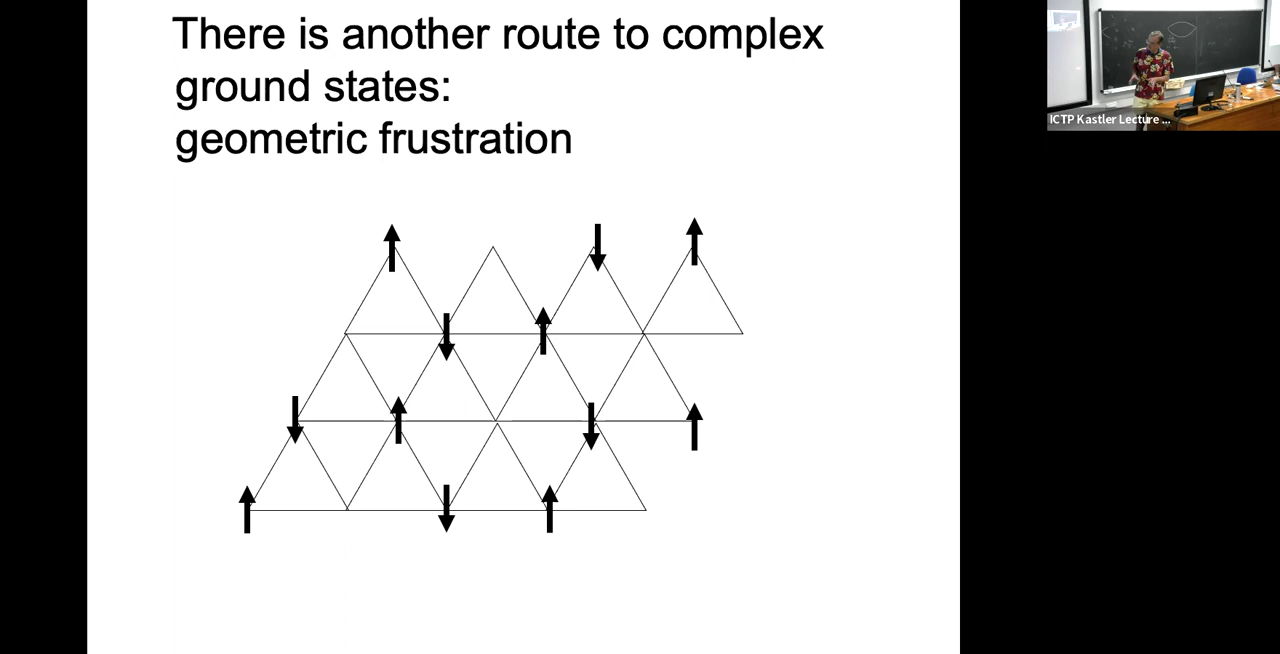 There is another route to complex
ground states:
geometric frustration
ICTP Kastler Lecture ...